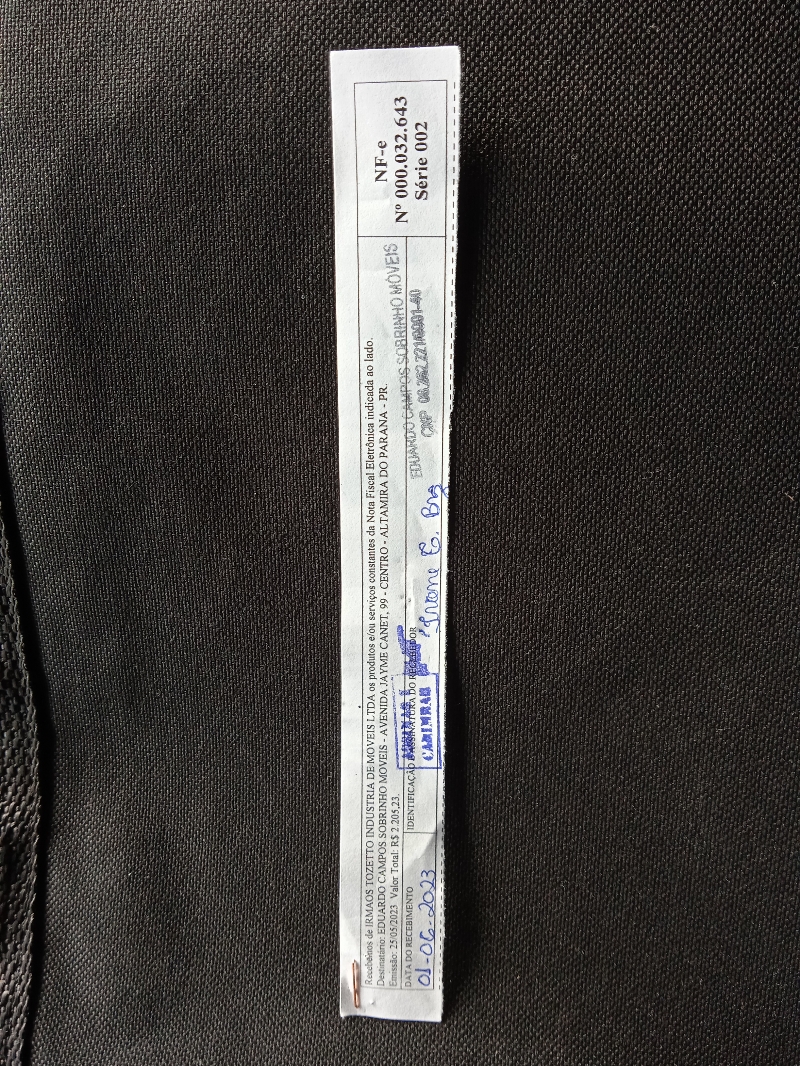 Recebemos de IRMAOS TOZETTO INDUSTRIA DE MOVEIS LTDA os produtos e/ou serviços constantes da Nota Fiscal Eletrônica indicada ao lado.
Destinatário: EDUARDO CAMPOS SOBRINHO MOVEIS - AVENIDA JAYME CANET, 99 - CENTRO - ALTAMIRA DO PARANA - PR.
Emissão: 25/05/2023 Valor Total: R$ 2.205,23.
DATA DO RECEBIMENTO
01-06-2023
IDENTIFICAÇÃO E ASSINATURA DO RECEBEDOR
CARIMBAR
Ivone
EDUARDO CAMPOS SOBRINHO MÓVEIS
NF-e
Nº 000.032.643
Série 002